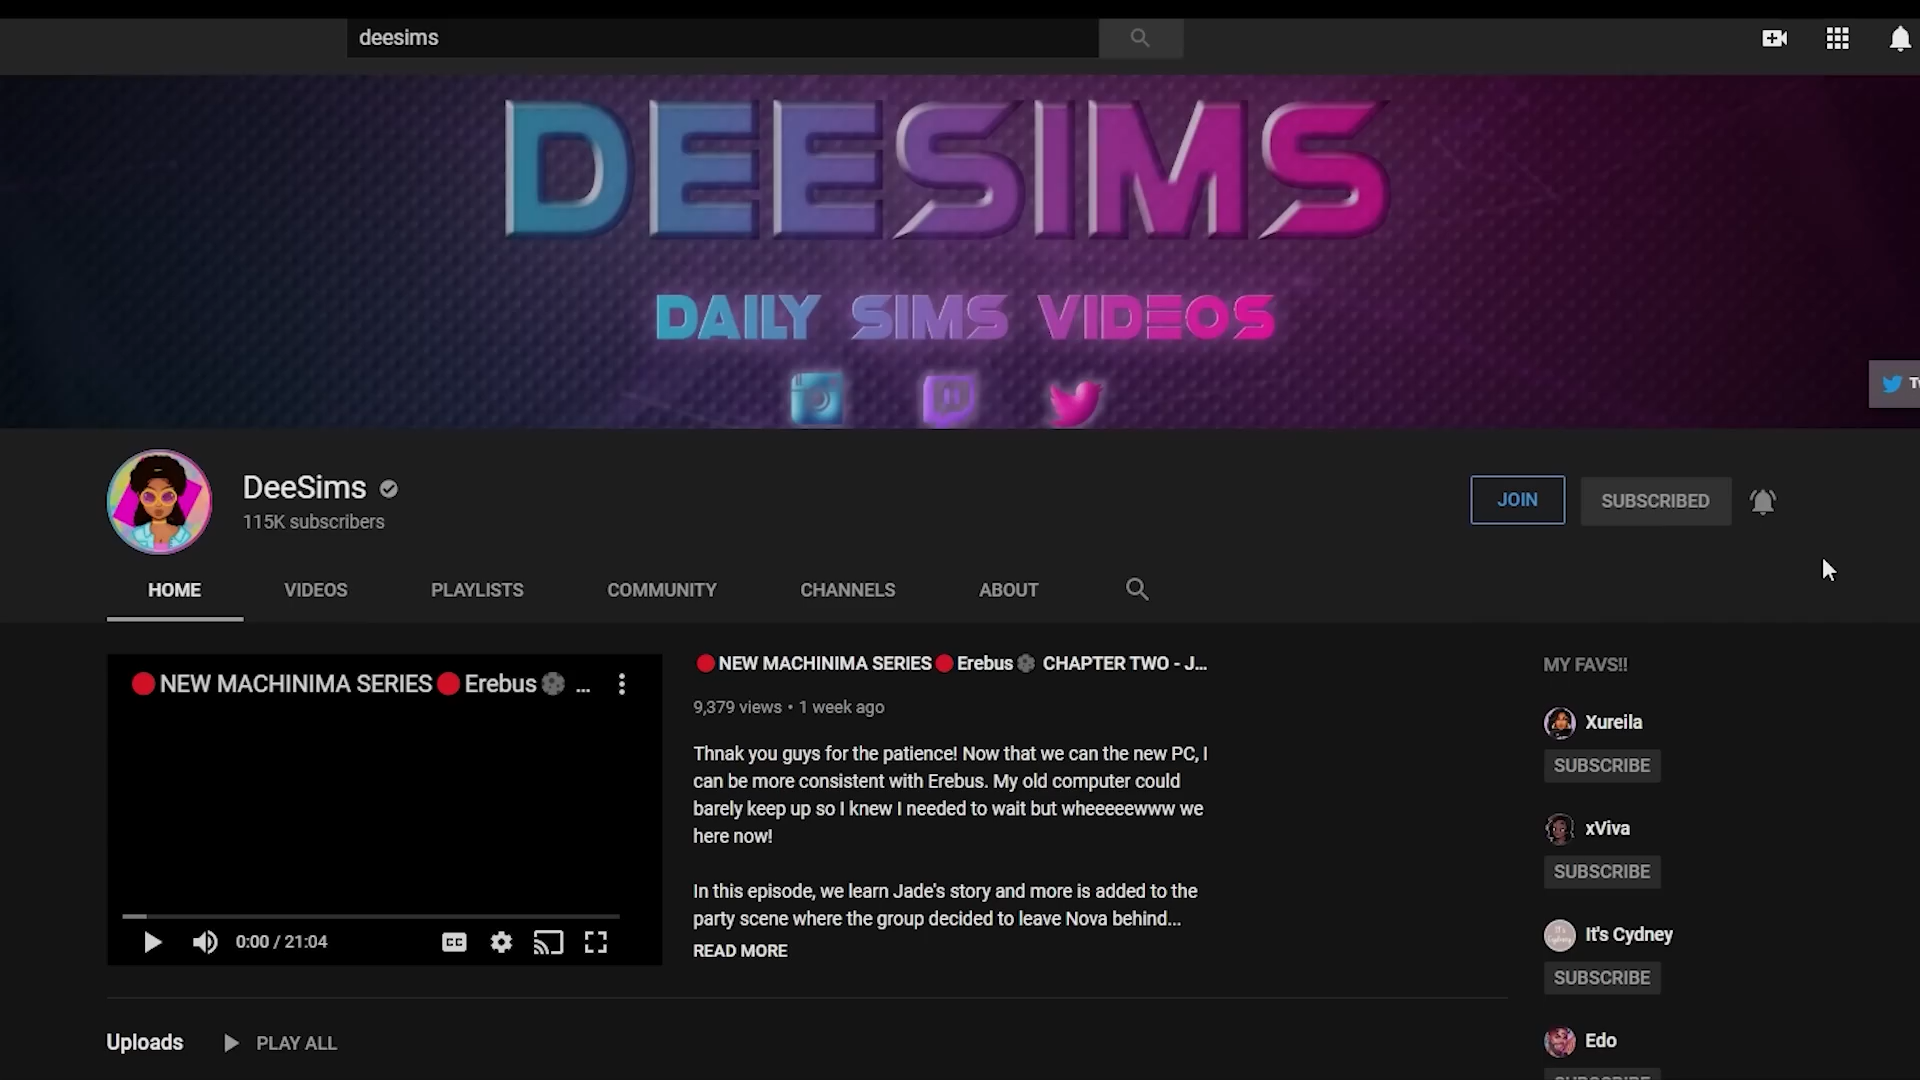 deesims
DEESIMS
DAILY SIMS VIDEOS
DeeSims
115K subscribers
JOIN
SUBSCRIBED
HOME
VIDEOS
PLAYLISTS
COMMUNITY
CHANNELS
ABOUT
🔴NEW MACHINIMA SERIES🔴Erebus ...
0:00 / 21:04
CC
🔴NEW MACHINIMA SERIES🔴Erebus CHAPTER TWO - J...
9,379 views • 1 week ago
Thnak you guys for the patience! Now that we can the new PC, I
can be more consistent with Erebus. My old computer could
barely keep up so I knew I needed to wait but wheeeeewww we
here now!
In this episode, we learn Jade's story and more is added to the
party scene where the group decided to leave Nova behind...
READ MORE
MY FAVS!!
Xureila
SUBSCRIBE
xViva
SUBSCRIBE
It's Cydney
SUBSCRIBE
Edo
SUBSCRIBE
Uploads
PLAY ALL